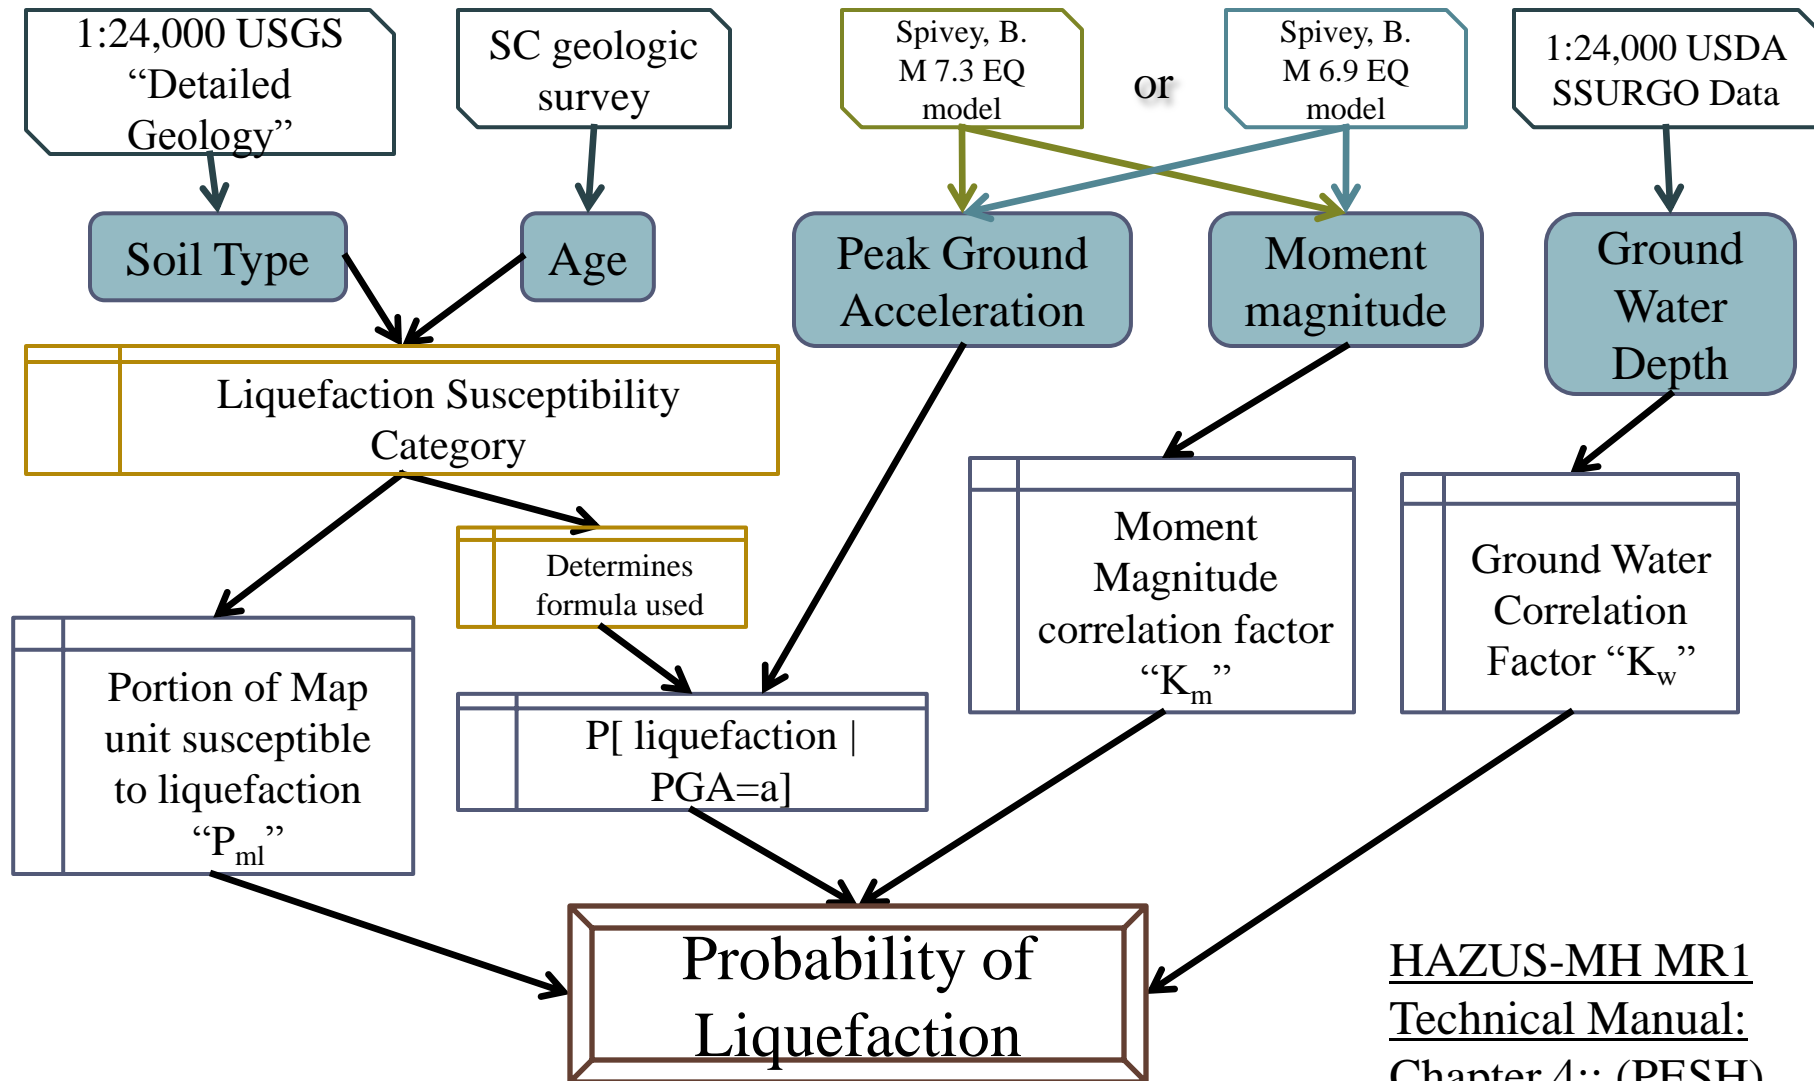 1:24,000 USGS
“Detailed
Geology”
SC geologic
survey
Spivey, B.
M 7.3 EQ
model
or
Spivey, B.
M 6.9 EQ
model
1:24,000 USDA
SSURGO Data
Soil Type
Age
Peak Ground
Acceleration
Moment
magnitude
Ground
Water
Depth
Liquefaction Susceptibility
Category
Determines
formula used
Moment
Magnitude
correlation factor
“Km”
Ground Water
Correlation
Factor “Kw”
Portion of Map
unit susceptible
to liquefaction
“Pml”
P[ liquefaction |
PGA=a]
Probability of
Liquefaction
HAZUS-MH MR1
Technical Manual:
Chapter 4:: (PESH)